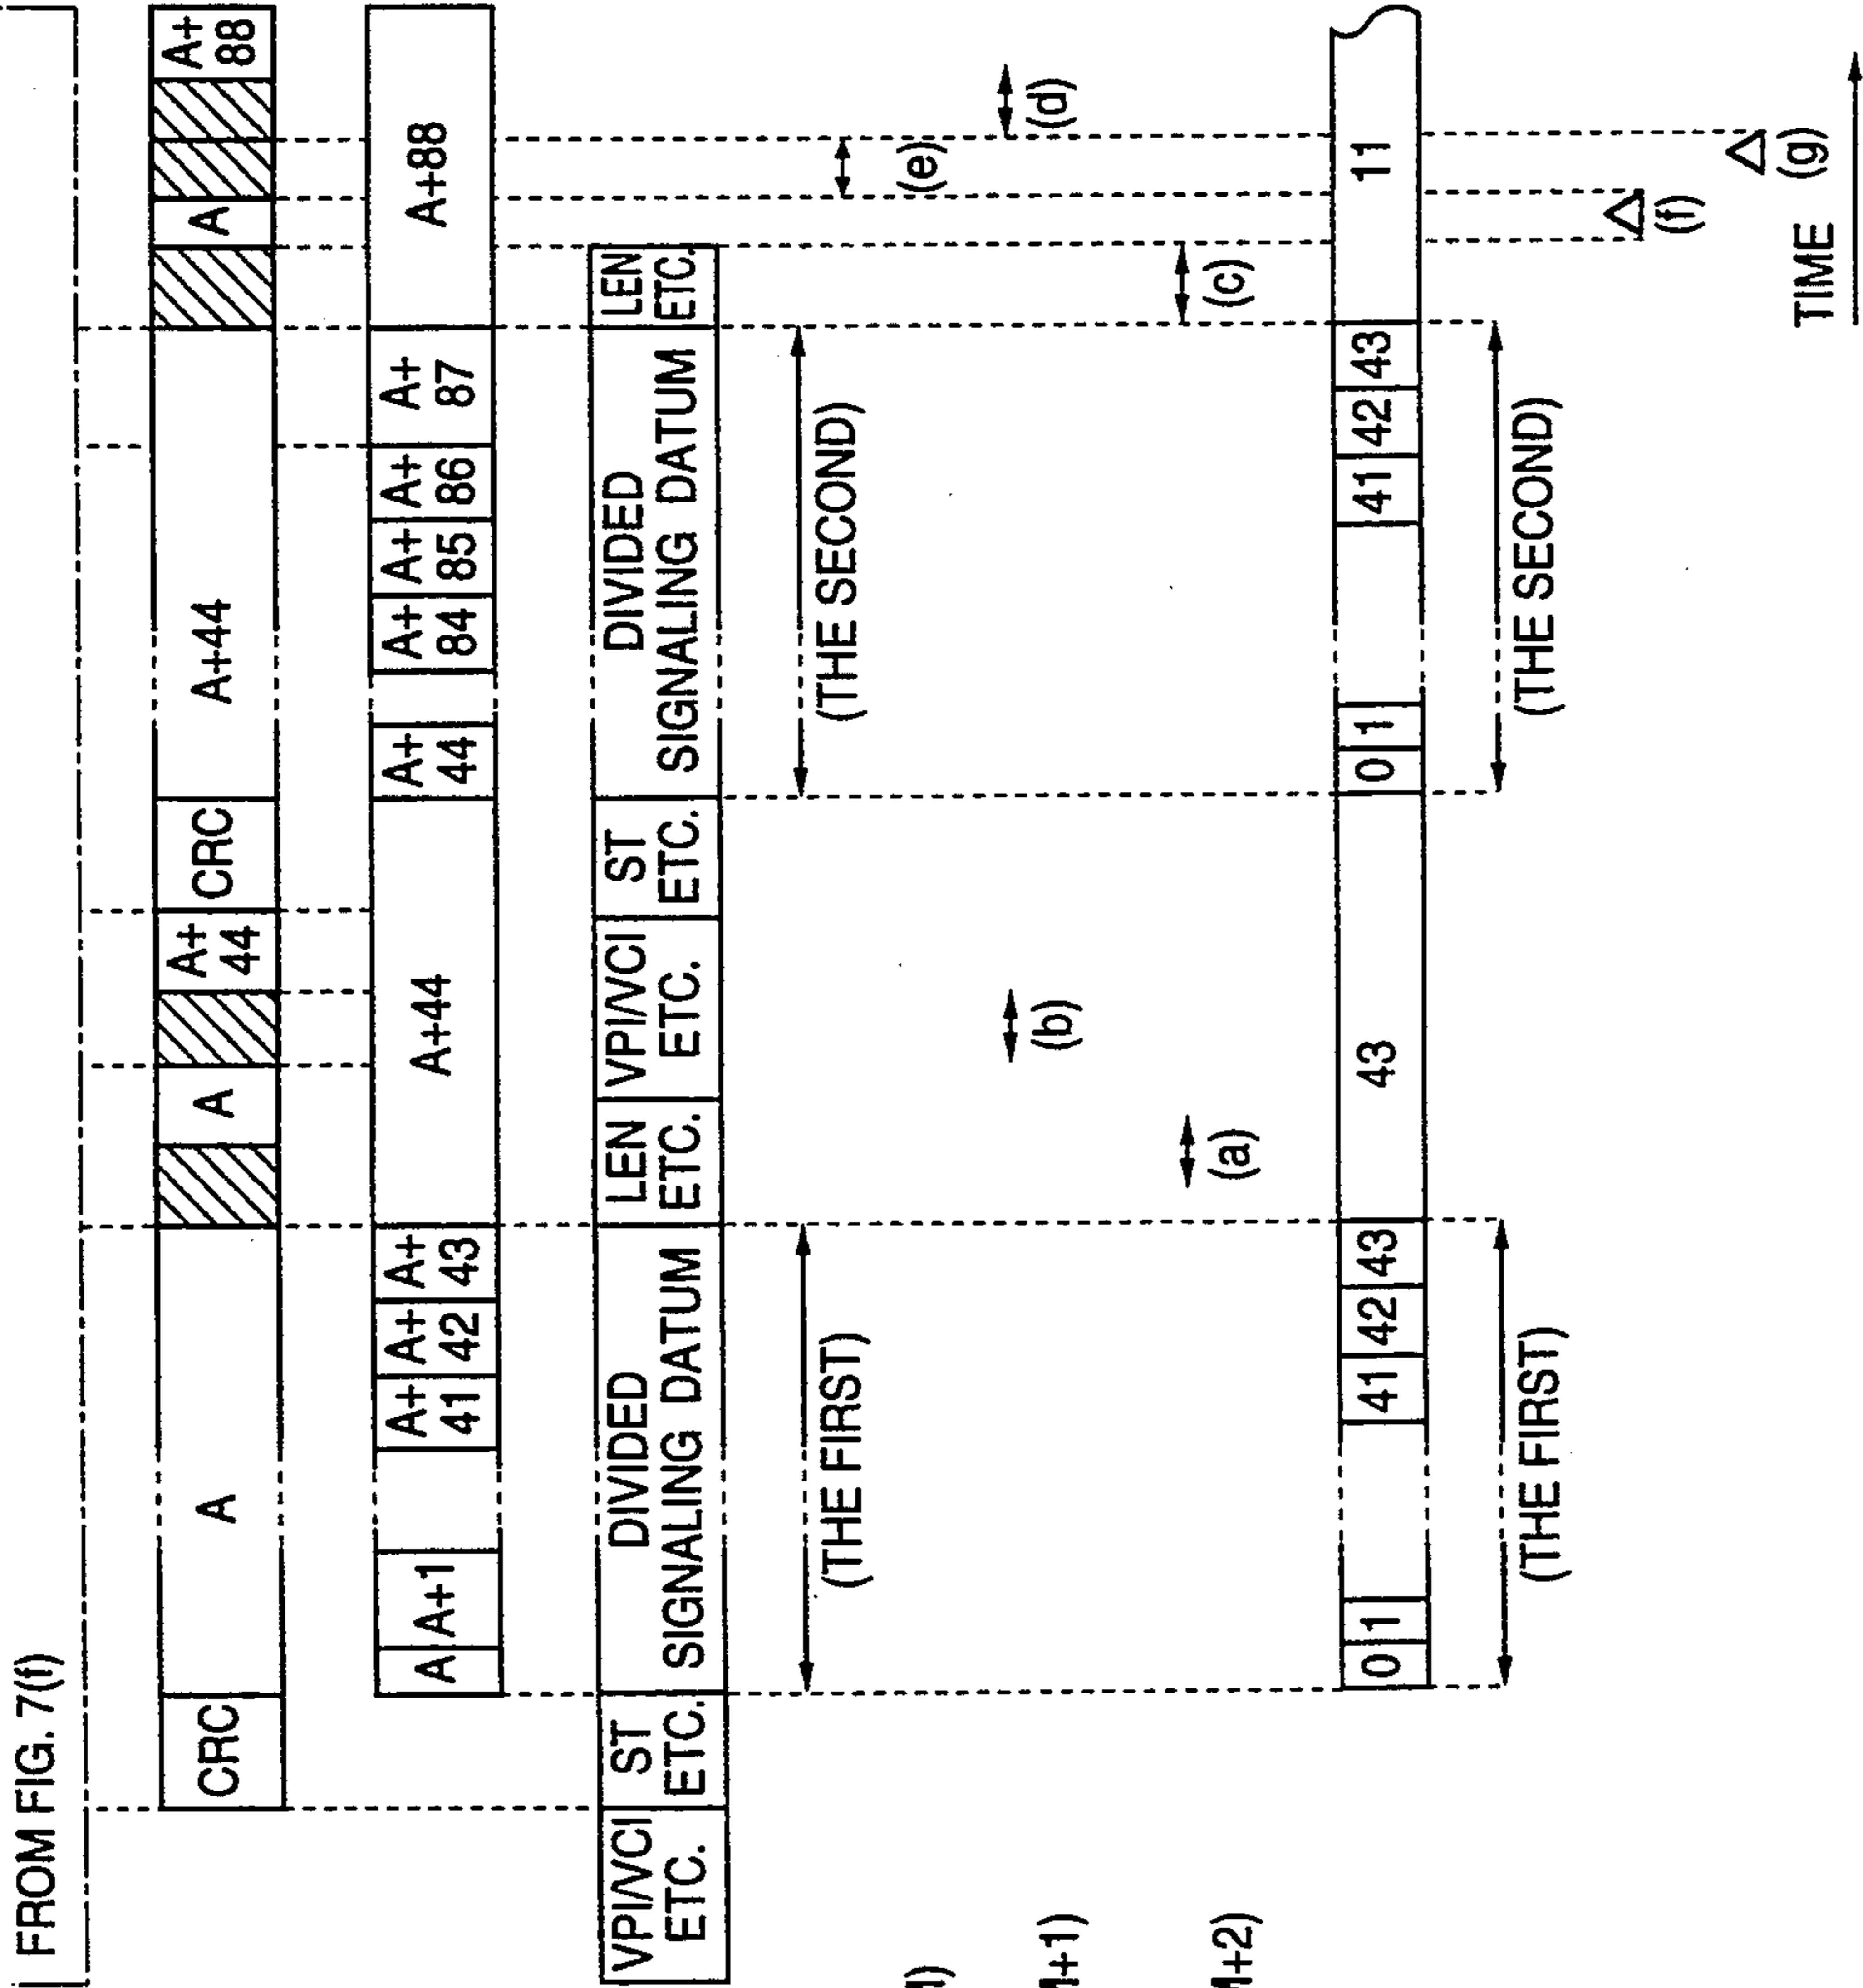 FROM FIG. 7(f)
CRC
A
A
A+
44
CRC
A+44
A
A+
88
A
A+1
A+
41
A+
42
A+
43
A+44
A+
44
A+
84
A+
85
A+
86
A+
87
A+88
VPI/VCI
ETC.
ST
ETC.
DIVIDED
SIGNALING DATUM
LEN
ETC.
VPI/VCI
ETC.
ST
ETC.
DIVIDED
SIGNALING DATUM
LEN
ETC.
(THE FIRST)
(THE SECOND)
(e)
(b)
(d)
+1)
(a)
(c)
+2)
0
1
41
42
43
43
0
1
41
42
43
11
(THE FIRST)
(THE SECOND)
(f)
(g)
TIME